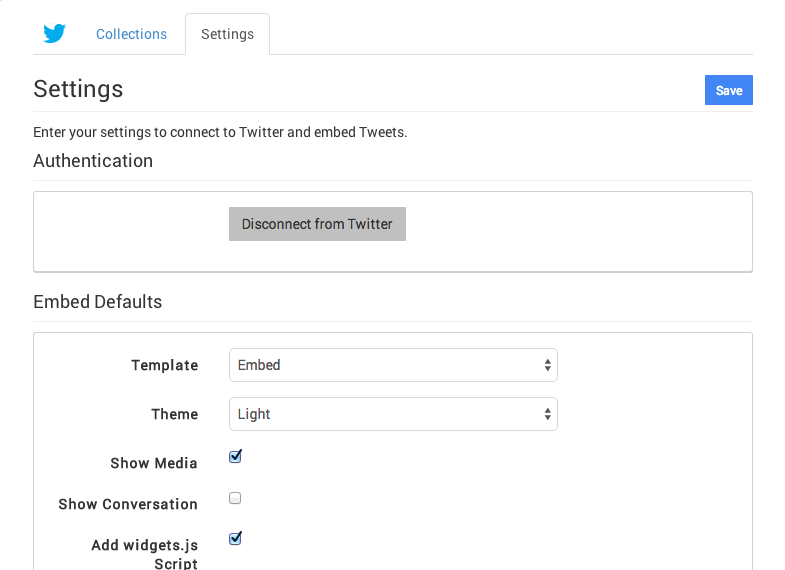 Collections Settings
Settings
Save
Enter your settings to connect to Twitter and embed Tweets.
Authentication
Disconnect from Twitter
Embed Defaults
Template Embed
Theme Light
Show Media
Show Conversation
Add widgets.js
Script